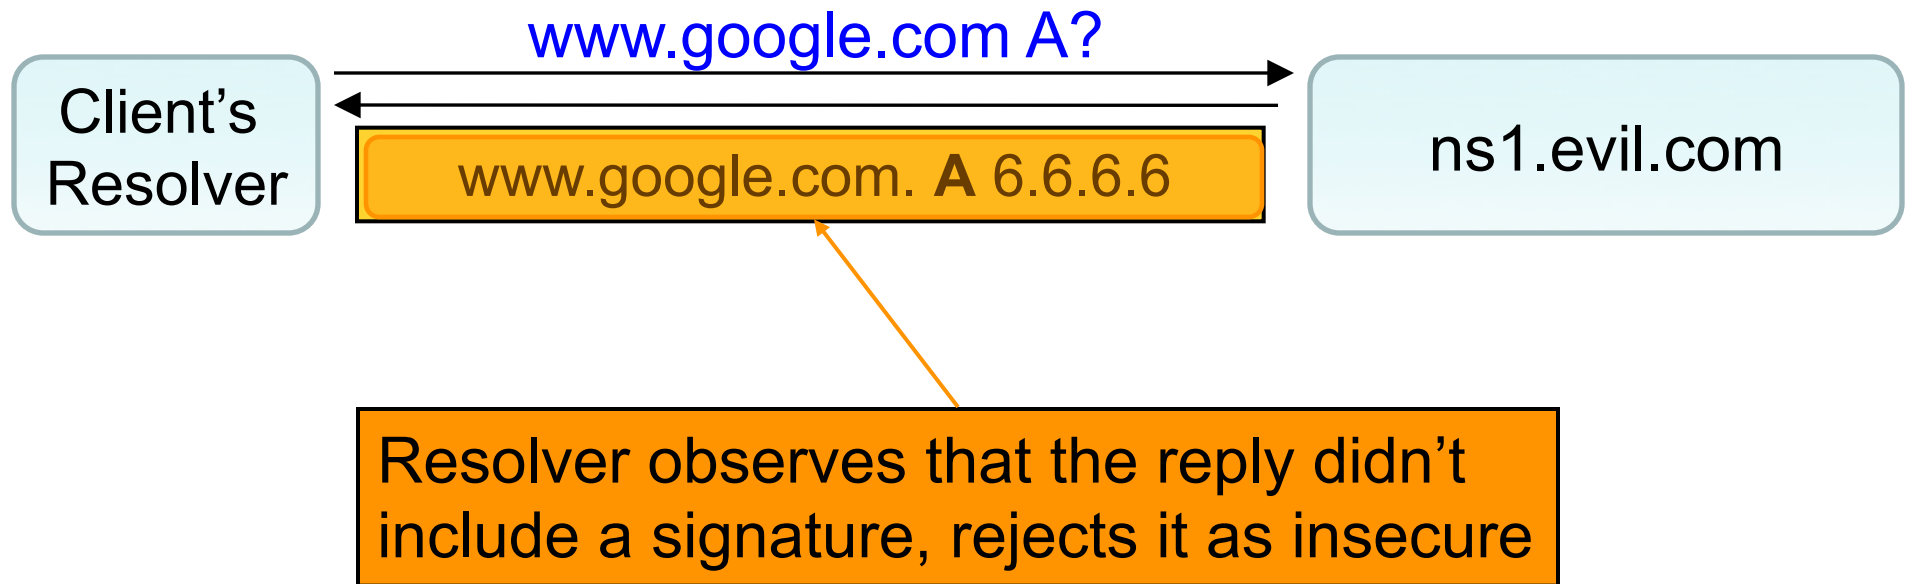 www.google.com A?
Client’s
Resolver
www.google.com. A 6.6.6.6
ns1.evil.com
Resolver observes that the reply didn’t
include a signature, rejects it as insecure